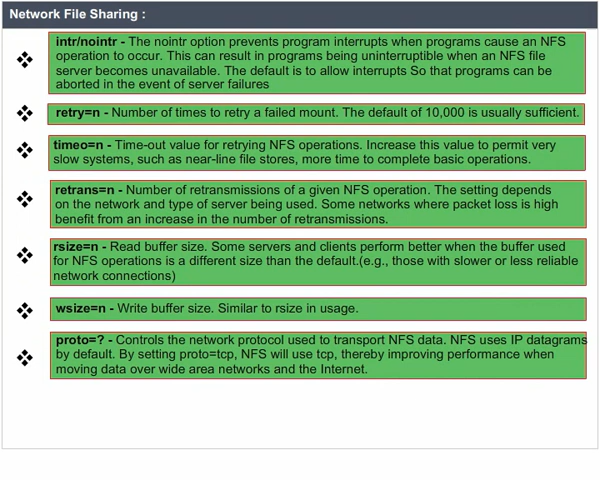 Network File Sharing :
intr/nointr - The nointr option prevents program interrupts when programs cause an NFS
operation to occur. This can result in programs being uninterruptible when an NFS file
server becomes unavailable. The default is to allow interrupts So that programs can be
aborted in the event of server failures
retry=n - Number of times to retry a failed mount. The default of 10,000 is usually sufficient.
timeo=n - Time-out value for retrying NFS operations. Increase this value to permit very
slow systems, such as near-line file stores, more time to complete basic operations.
retrans=n - Number of retransmissions of a given NFS operation. The setting depends
on the network and type of server being used. Some networks where packet loss is high
benefit from an increase in the number of retransmissions.
rsize=n - Read buffer size. Some servers and clients perform better when the buffer used
for NFS operations is a different size than the default.(e.g., those with slower or less reliable
network connections)
wsize=n - Write buffer size. Similar to rsize in usage.
proto=? - Controls the network protocol used to transport NFS data. NFS uses IP datagrams
by default. By setting proto=tcp, NFS will use tcp, thereby improving performance when
moving data over wide area networks and the Internet.